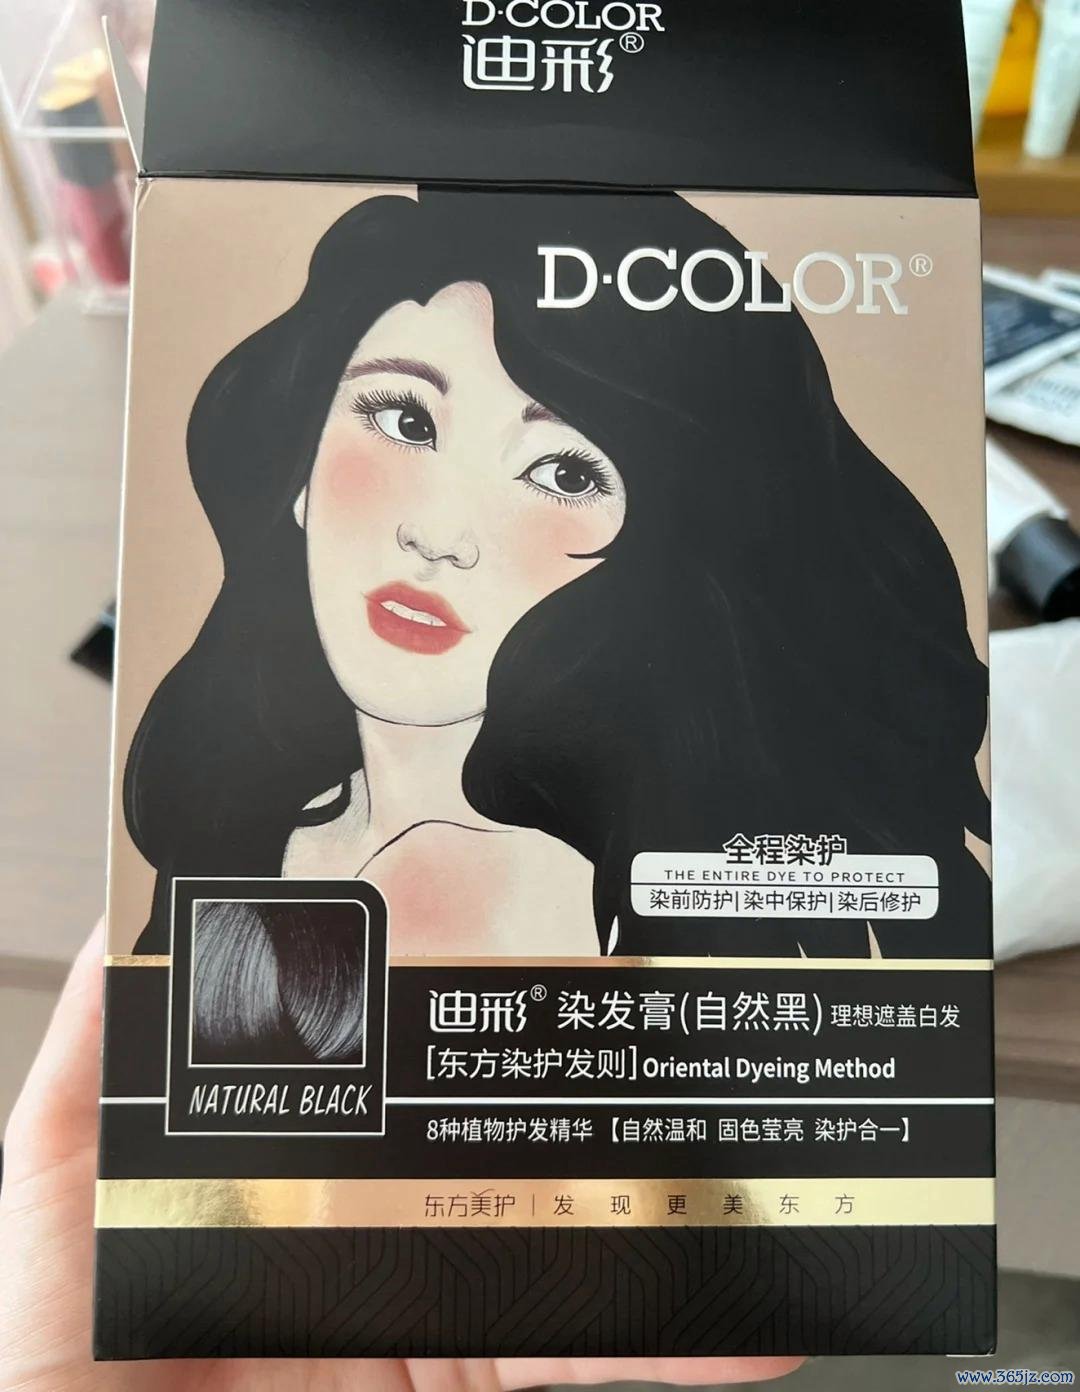 D·COLOR
迪彩®
D·COLOR®
全程染护
THE ENTIRE DYE TO PROTECT
染前防护|染中保护|染后修护
迪彩® 染发膏(自然黑) 理想遮盖白发
[东方染护发则] Oriental Dyeing Method
NATURAL BLACK
8种植物护发精华 【自然温和 固色莹亮 染护合一】
东方美护 | 发现更美东方
www.365jz.com